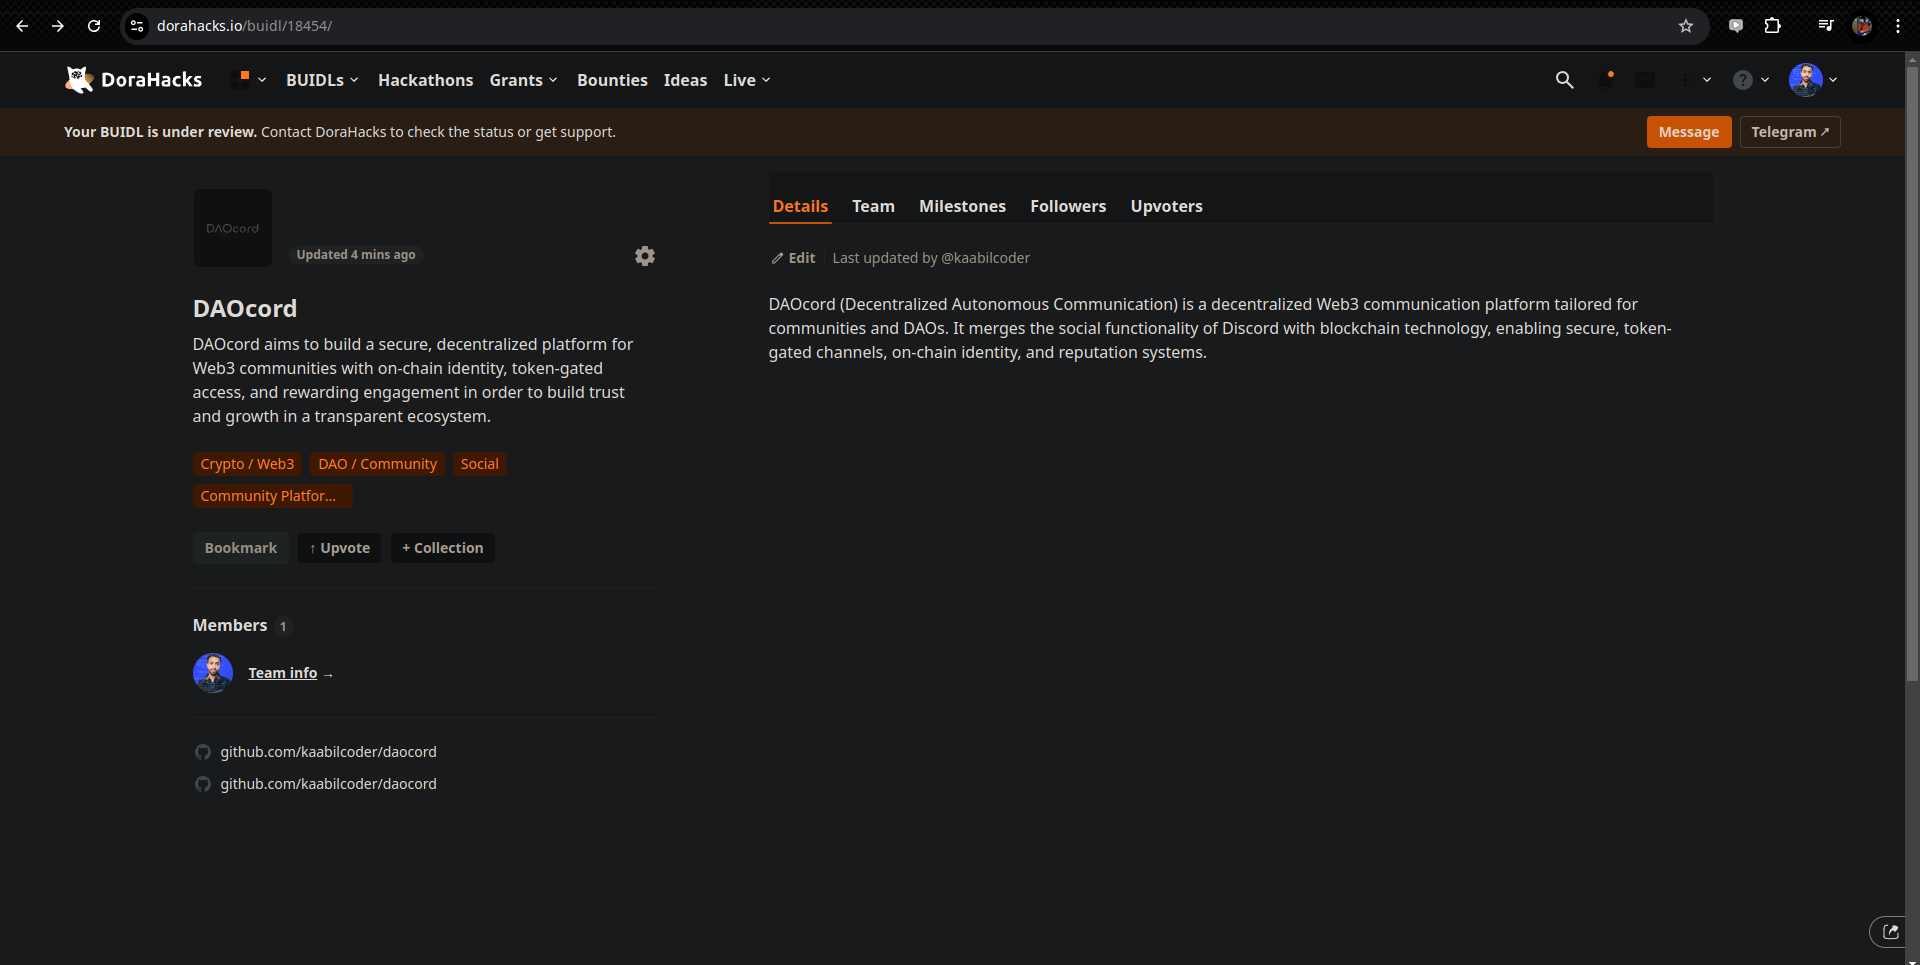 dorahacks.io/buidl/18454/
DoraHacks BUIDLs Hackathons Grants Bounties Ideas Live
Your BUIDL is under review. Contact DoraHacks to check the status or get support.
Message Telegram ↗
DAOcord
Updated 4 mins ago
DAOcord
DAOcord aims to build a secure, decentralized platform for
Web3 communities with on-chain identity, token-gated
access, and rewarding engagement in order to build trust
and growth in a transparent ecosystem.
Crypto / Web3 DAO / Community Social
Community Platfor...
Bookmark ↑ Upvote + Collection
Members 1
Team info →
github.com/kaabilcoder/daocord
github.com/kaabilcoder/daocord
Details Team Milestones Followers Upvoters
Edit Last updated by @kaabilcoder
DAOcord (Decentralized Autonomous Communication) is a decentralized Web3 communication platform tailored for
communities and DAOs. It merges the social functionality of Discord with blockchain technology, enabling secure, token-
gated channels, on-chain identity, and reputation systems.